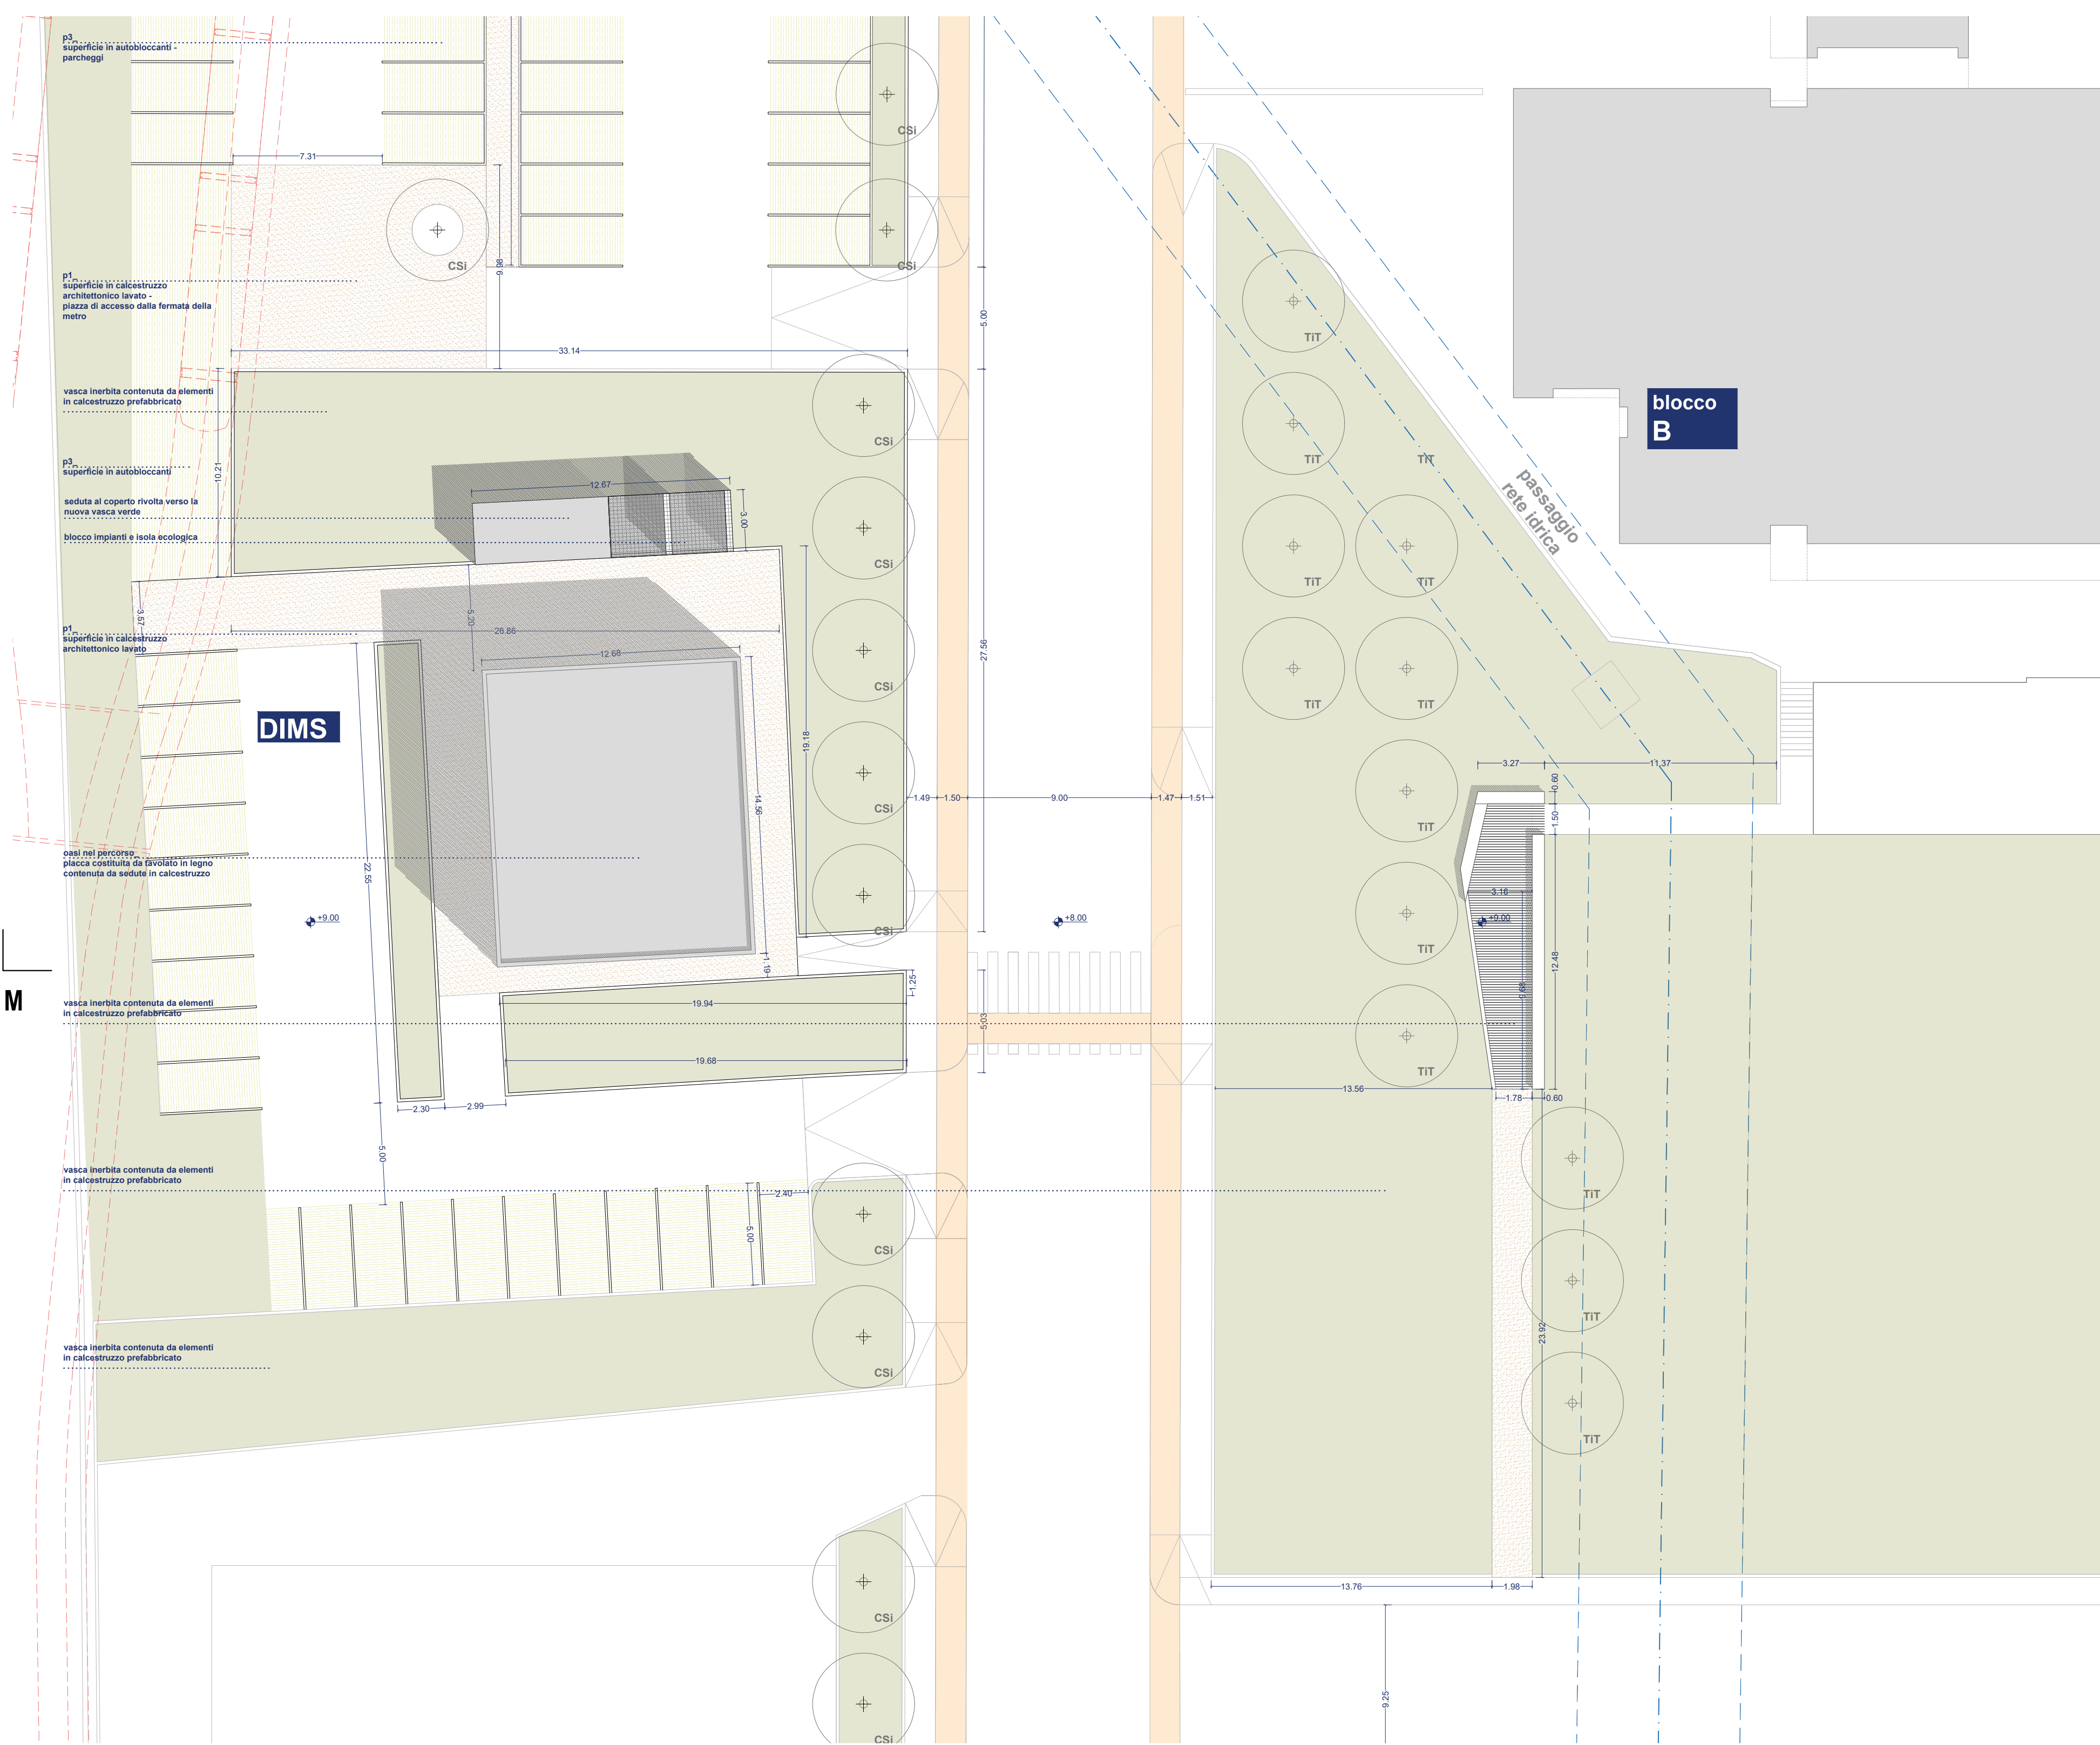 p3_
superficie in autobloccanti -
parcheggi
CSi
7.31
CSi
CSi
9.98
p1_
superficie in calcestruzzo
architettonico lavato -
piazza di accesso dalla fermata della
metro
5.00
33.14
TiT
vasca inerbita contenuta da elementi
in calcestruzzo prefabbricato
blocco
B
CSi
TiT
TiT
p3_
superficie in autobloccanti
10.21
12.67
passaggio
rete idrica
seduta al coperto rivolta verso la
nuova vasca verde
3.00
blocco impianti e isola ecologica
CSi
TiT
TiT
3.57
5.20
p1_
superficie in calcestruzzo
architettonico lavato
26.86
12.68
27.56
CSi
TiT
TiT
DIMS
19.18
3.27
11.37
0.60
14.56
1.49
1.50
9.00
1.47
1.51
CSi
1.50
TiT
oasi nel percorso_
placca costituita da tavolato in legno
contenuta da sedute in calcestruzzo
22.55
3.16
+9.00
+8.00
+9.00
CSi
TiT
1.19
12.48
1.25
9.68
M
vasca inerbita contenuta da elementi
in calcestruzzo prefabbricato
19.94
5.03
19.68
TiT
13.56
2.30
2.99
1.78
0.60
5.00
vasca inerbita contenuta da elementi
in calcestruzzo prefabbricato
2.40
TiT
5.00
CSi
TiT
23.92
vasca inerbita contenuta da elementi
in calcestruzzo prefabbricato
CSi
TiT
13.76
1.98
CSi
9.25
CSi